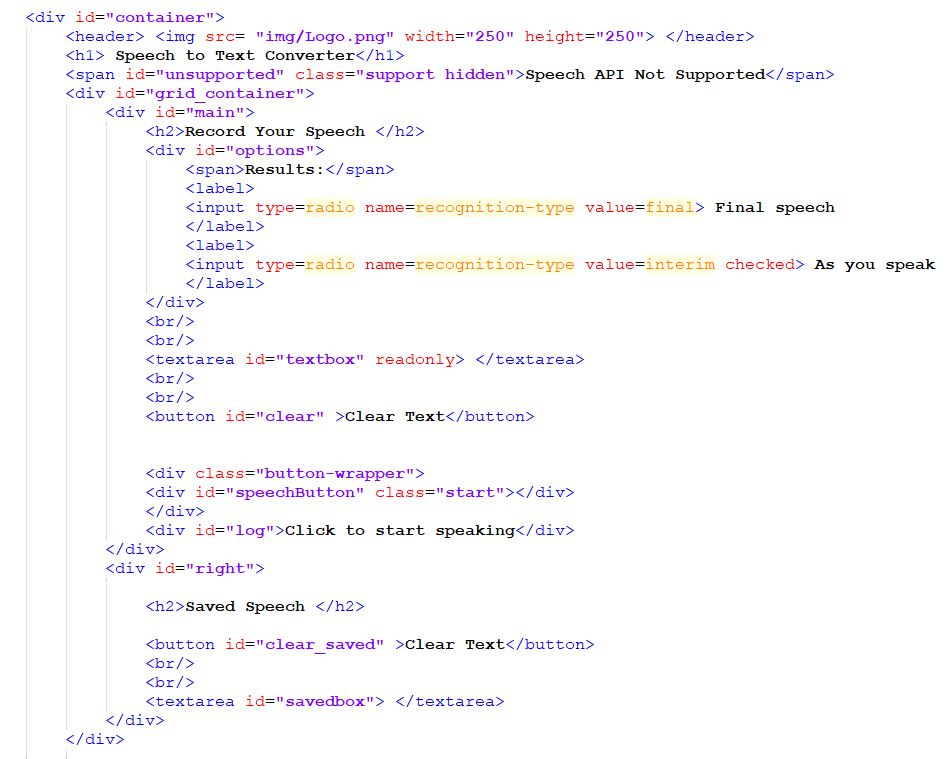 <div id="container">
<header> <img src= "img/Logo.png" width="250" height="250"> </header>
<h1> Speech to Text Converter</h1>
<span id="unsupported" class="support hidden">Speech API Not Supported</span>
<div id="grid_container">
<div id="main">
<h2>Record Your Speech </h2>
<div id="options">
<span>Results:</span>
<label>
<input type=radio name=recognition-type value=final> Final speech
</label>
<label>
<input type=radio name=recognition-type value=interim checked> As you speak
</label>
</div>
<br/>
<br/>
<textarea id="textbox" readonly> </textarea>
<br/>
<br/>
<button id="clear" >Clear Text</button>
<div class="button-wrapper">
<div id="speechButton" class="start"></div>
</div>
<div id="log">Click to start speaking</div>
</div>
<div id="right">
<h2>Saved Speech </h2>
<button id="clear_saved" >Clear Text</button>
<br/>
<br/>
<textarea id="savedbox"> </textarea>
</div>
</div>